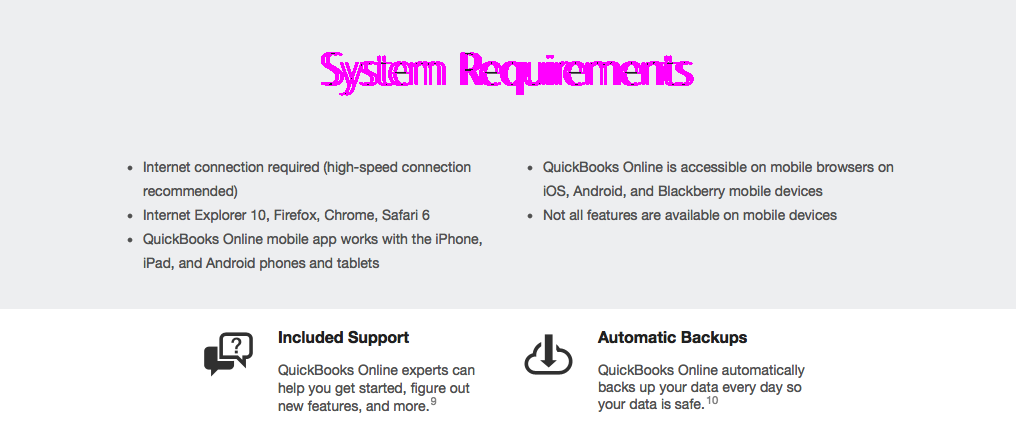 System Requirements
• Internet connection required (high-speed connection
recommended)
• Internet Explorer 10, Firefox, Chrome, Safari 6
• QuickBooks Online mobile app works with the iPhone,
iPad, and Android phones and tablets
• QuickBooks Online is accessible on mobile browsers on
iOS, Android, and Blackberry mobile devices
• Not all features are available on mobile devices
?
Included Support
QuickBooks Online experts can
help you get started, figure out
new features, and more.9
Automatic Backups
QuickBooks Online automatically
backs up your data every day so
your data is safe.10